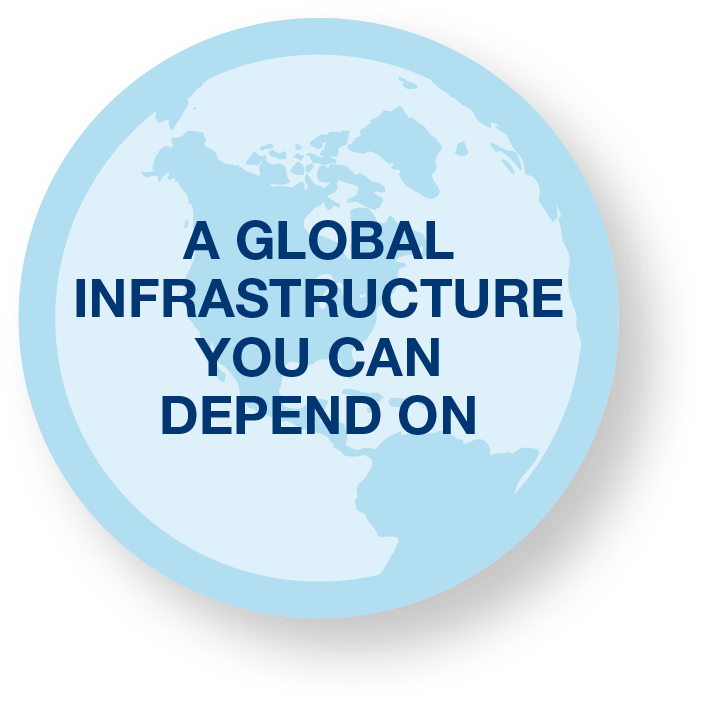 A GLOBAL
INFRASTRUCTURE
YOU CAN
DEPEND ON